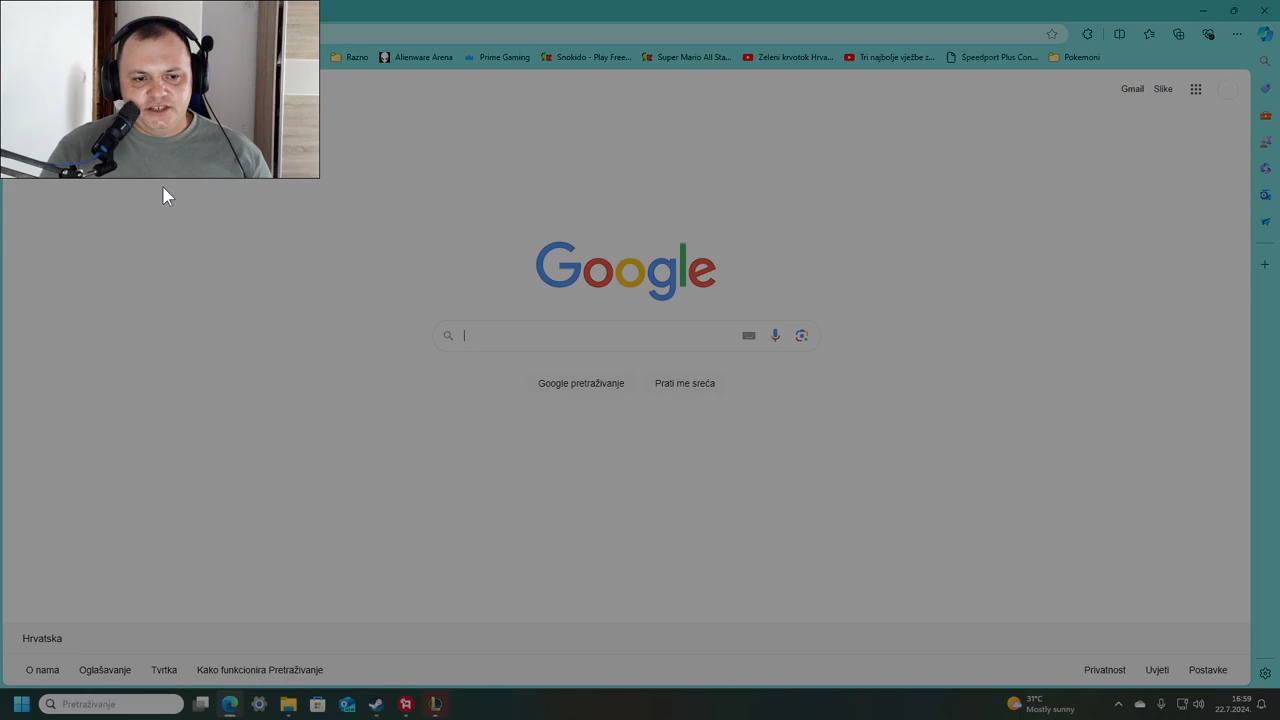 Razno
Alienware Arena
Prime Gaming
Snokido - Play Free...
Super Mario All Sta...
Zeleni krvotok Hrva...
Tri najbolje vježbe z...
Speedport Plus Con...
Pokemoni
Gmail
Slike
Google
Google pretraživanje
Prati me sreća
Hrvatska
O nama
Oglašavanje
Tvrtka
Kako funkcionira Pretraživanje
Privatnost
Uvjeti
Postavke
Pretraživanje
31°C
Mostly sunny
16:59
22.7.2024.